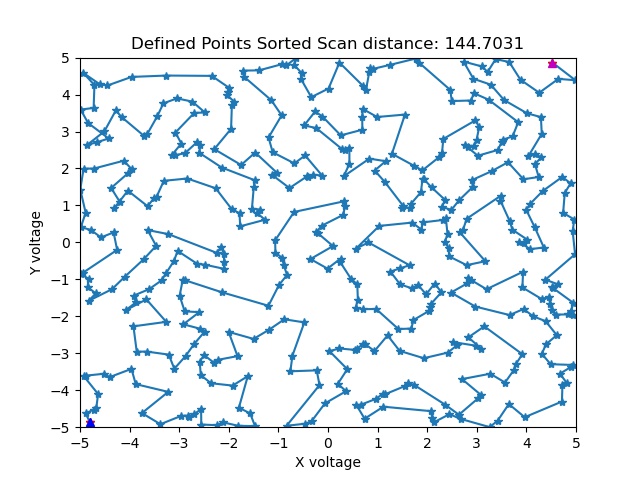 Defined Points Sorted Scan distance: 144.7031
5
4
3
2
1
0
−1
−2
−3
−4
−5
Y voltage
−5 −4 −3 −2 −1 0 1 2 3 4 5
X voltage